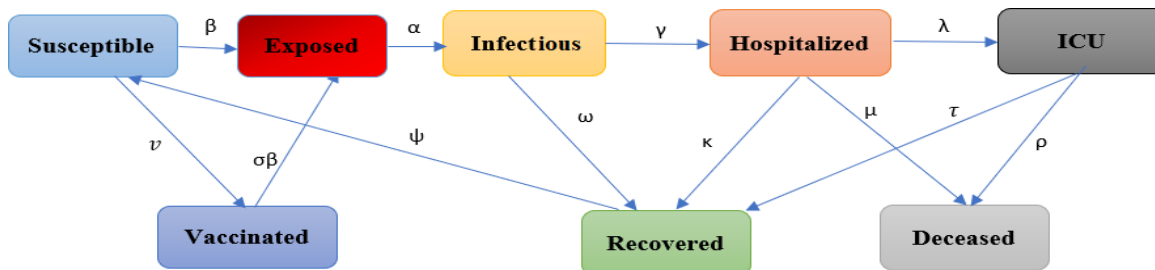 β
α
γ
λ
Susceptible
Exposed
Infectious
Hospitalized
ICU
ν
σβ
ψ
ω
κ
μ
τ
ρ
Vaccinated
Recovered
Deceased